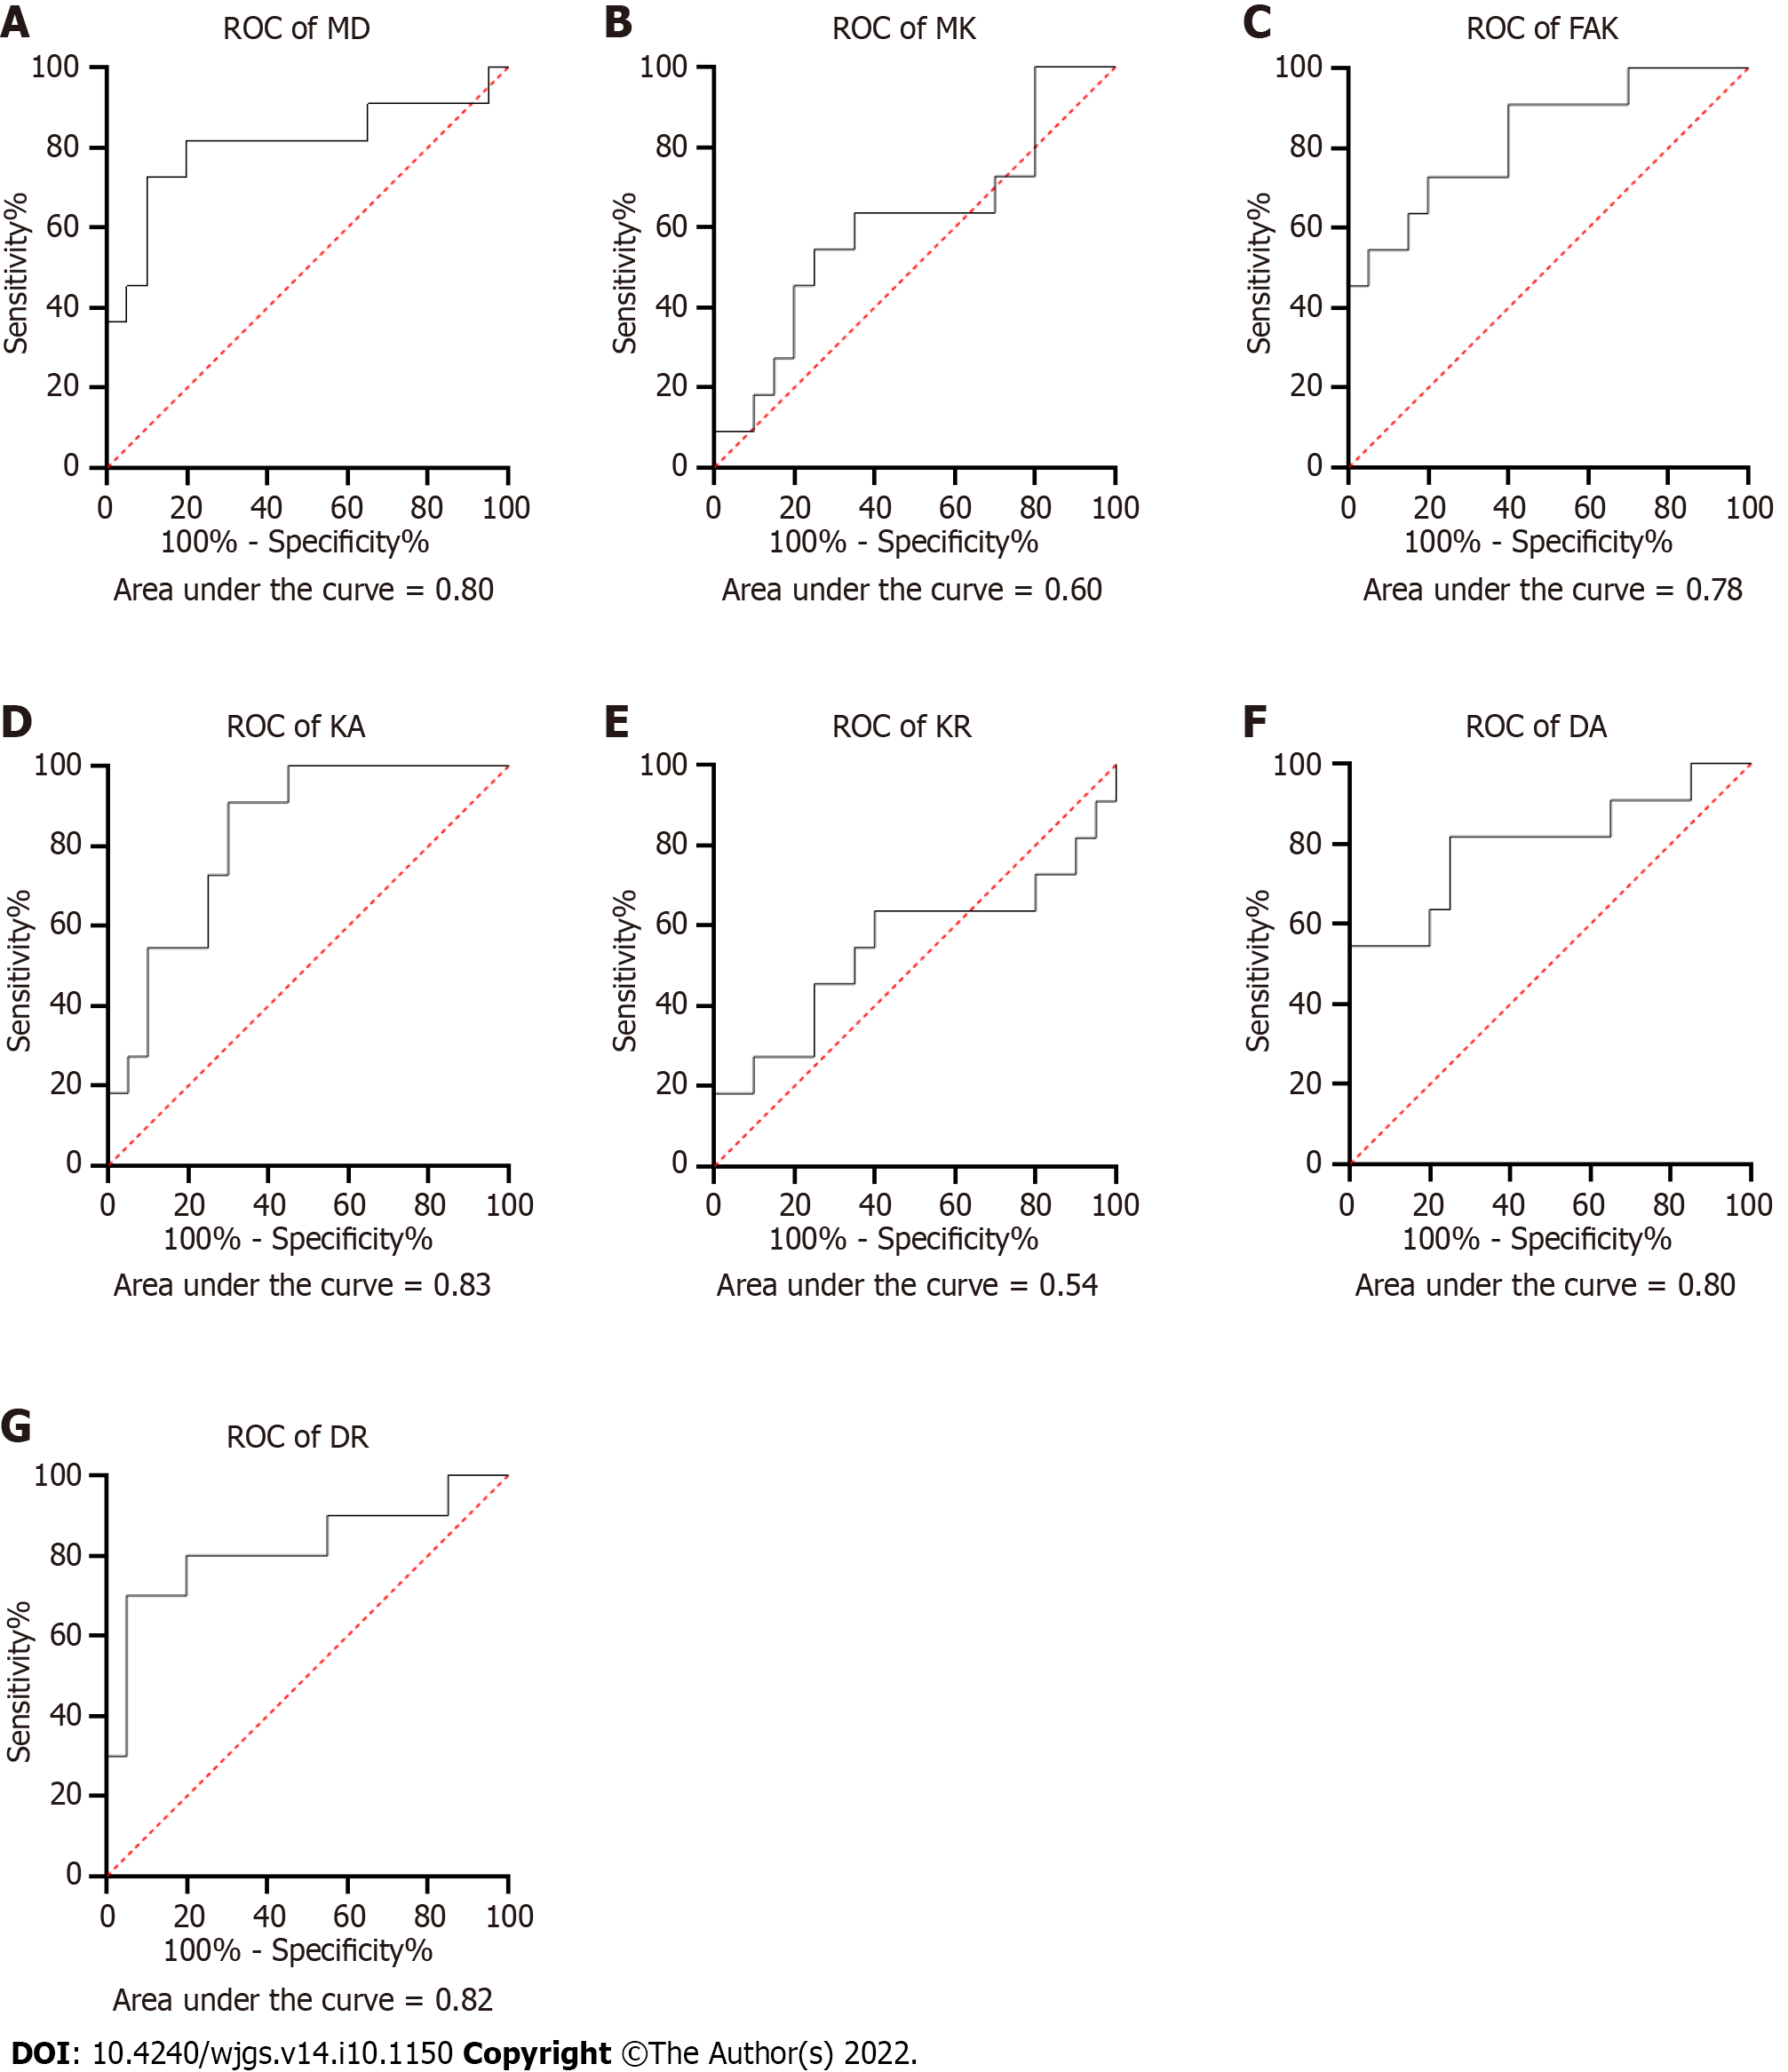 A
ROC of MD
100
80
60
40
20
0
Sensitivity%
0 20 40 60 80 100
100% - Specificity%
Area under the curve = 0.80
B
ROC of MK
100
80
60
40
20
0
Sensitivity%
0 20 40 60 80 100
100% - Specificity%
Area under the curve = 0.60
C
ROC of FAK
100
80
60
40
20
0
Sensitivity%
0 20 40 60 80 100
100% - Specificity%
Area under the curve = 0.78
D
ROC of KA
100
80
60
40
20
0
Sensitivity%
0 20 40 60 80 100
100% - Specificity%
Area under the curve = 0.83
E
ROC of KR
100
80
60
40
20
0
Sensitivity%
0 20 40 60 80 100
100% - Specificity%
Area under the curve = 0.54
F
ROC of DA
100
80
60
40
20
0
Sensitivity%
0 20 40 60 80 100
100% - Specificity%
Area under the curve = 0.80
G
ROC of DR
100
80
60
40
20
0
Sensitivity%
0 20 40 60 80 100
100% - Specificity%
Area under the curve = 0.82
DOI: 10.4240/wjgs.v14.i10.1150 Copyright ©The Author(s) 2022.